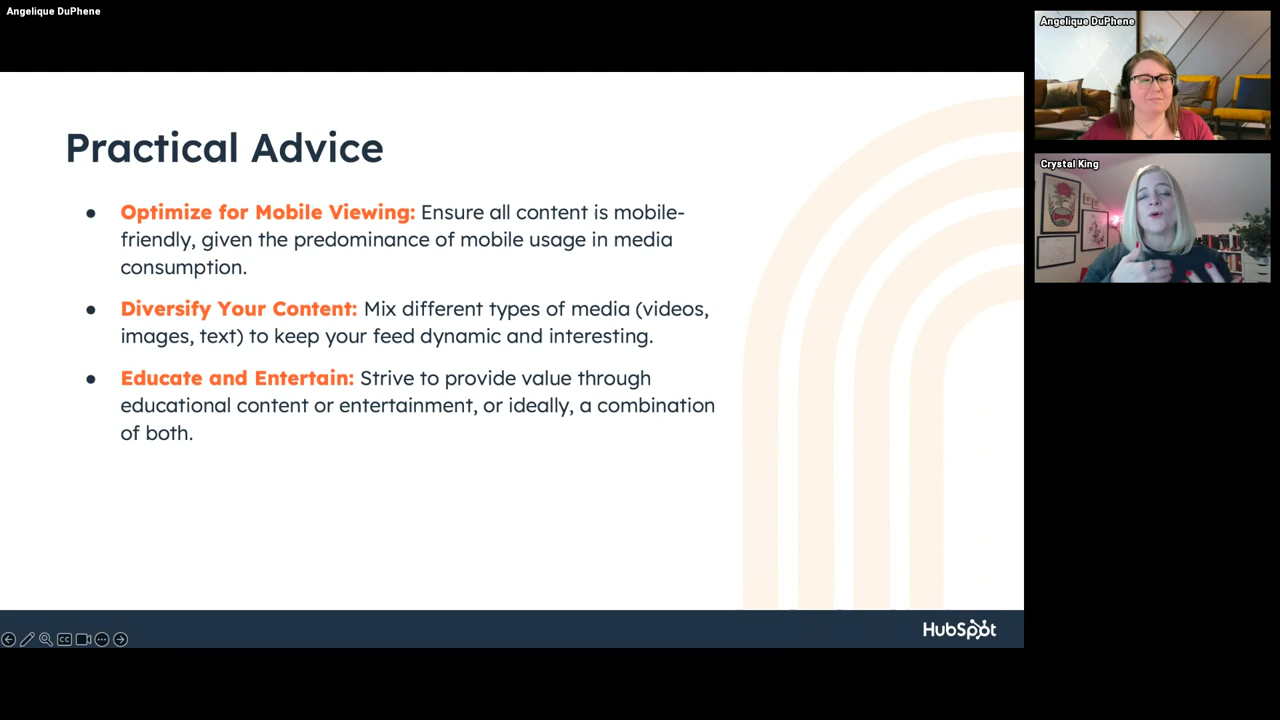 Angelique DuPhene
Practical Advice
● Optimize for Mobile Viewing: Ensure all content is mobile-
friendly, given the predominance of mobile usage in media
consumption.
● Diversify Your Content: Mix different types of media (videos,
images, text) to keep your feed dynamic and interesting.
● Educate and Entertain: Strive to provide value through
educational content or entertainment, or ideally, a combination
of both.
CC
HubSpot
Angelique DuPhene
Crystal King